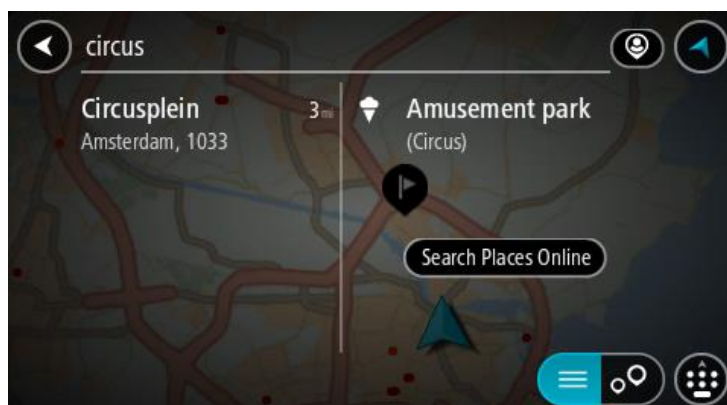 circus
Circusplein 3 mi
Amsterdam, 1033
Amusement park
(Circus)
Search Places Online